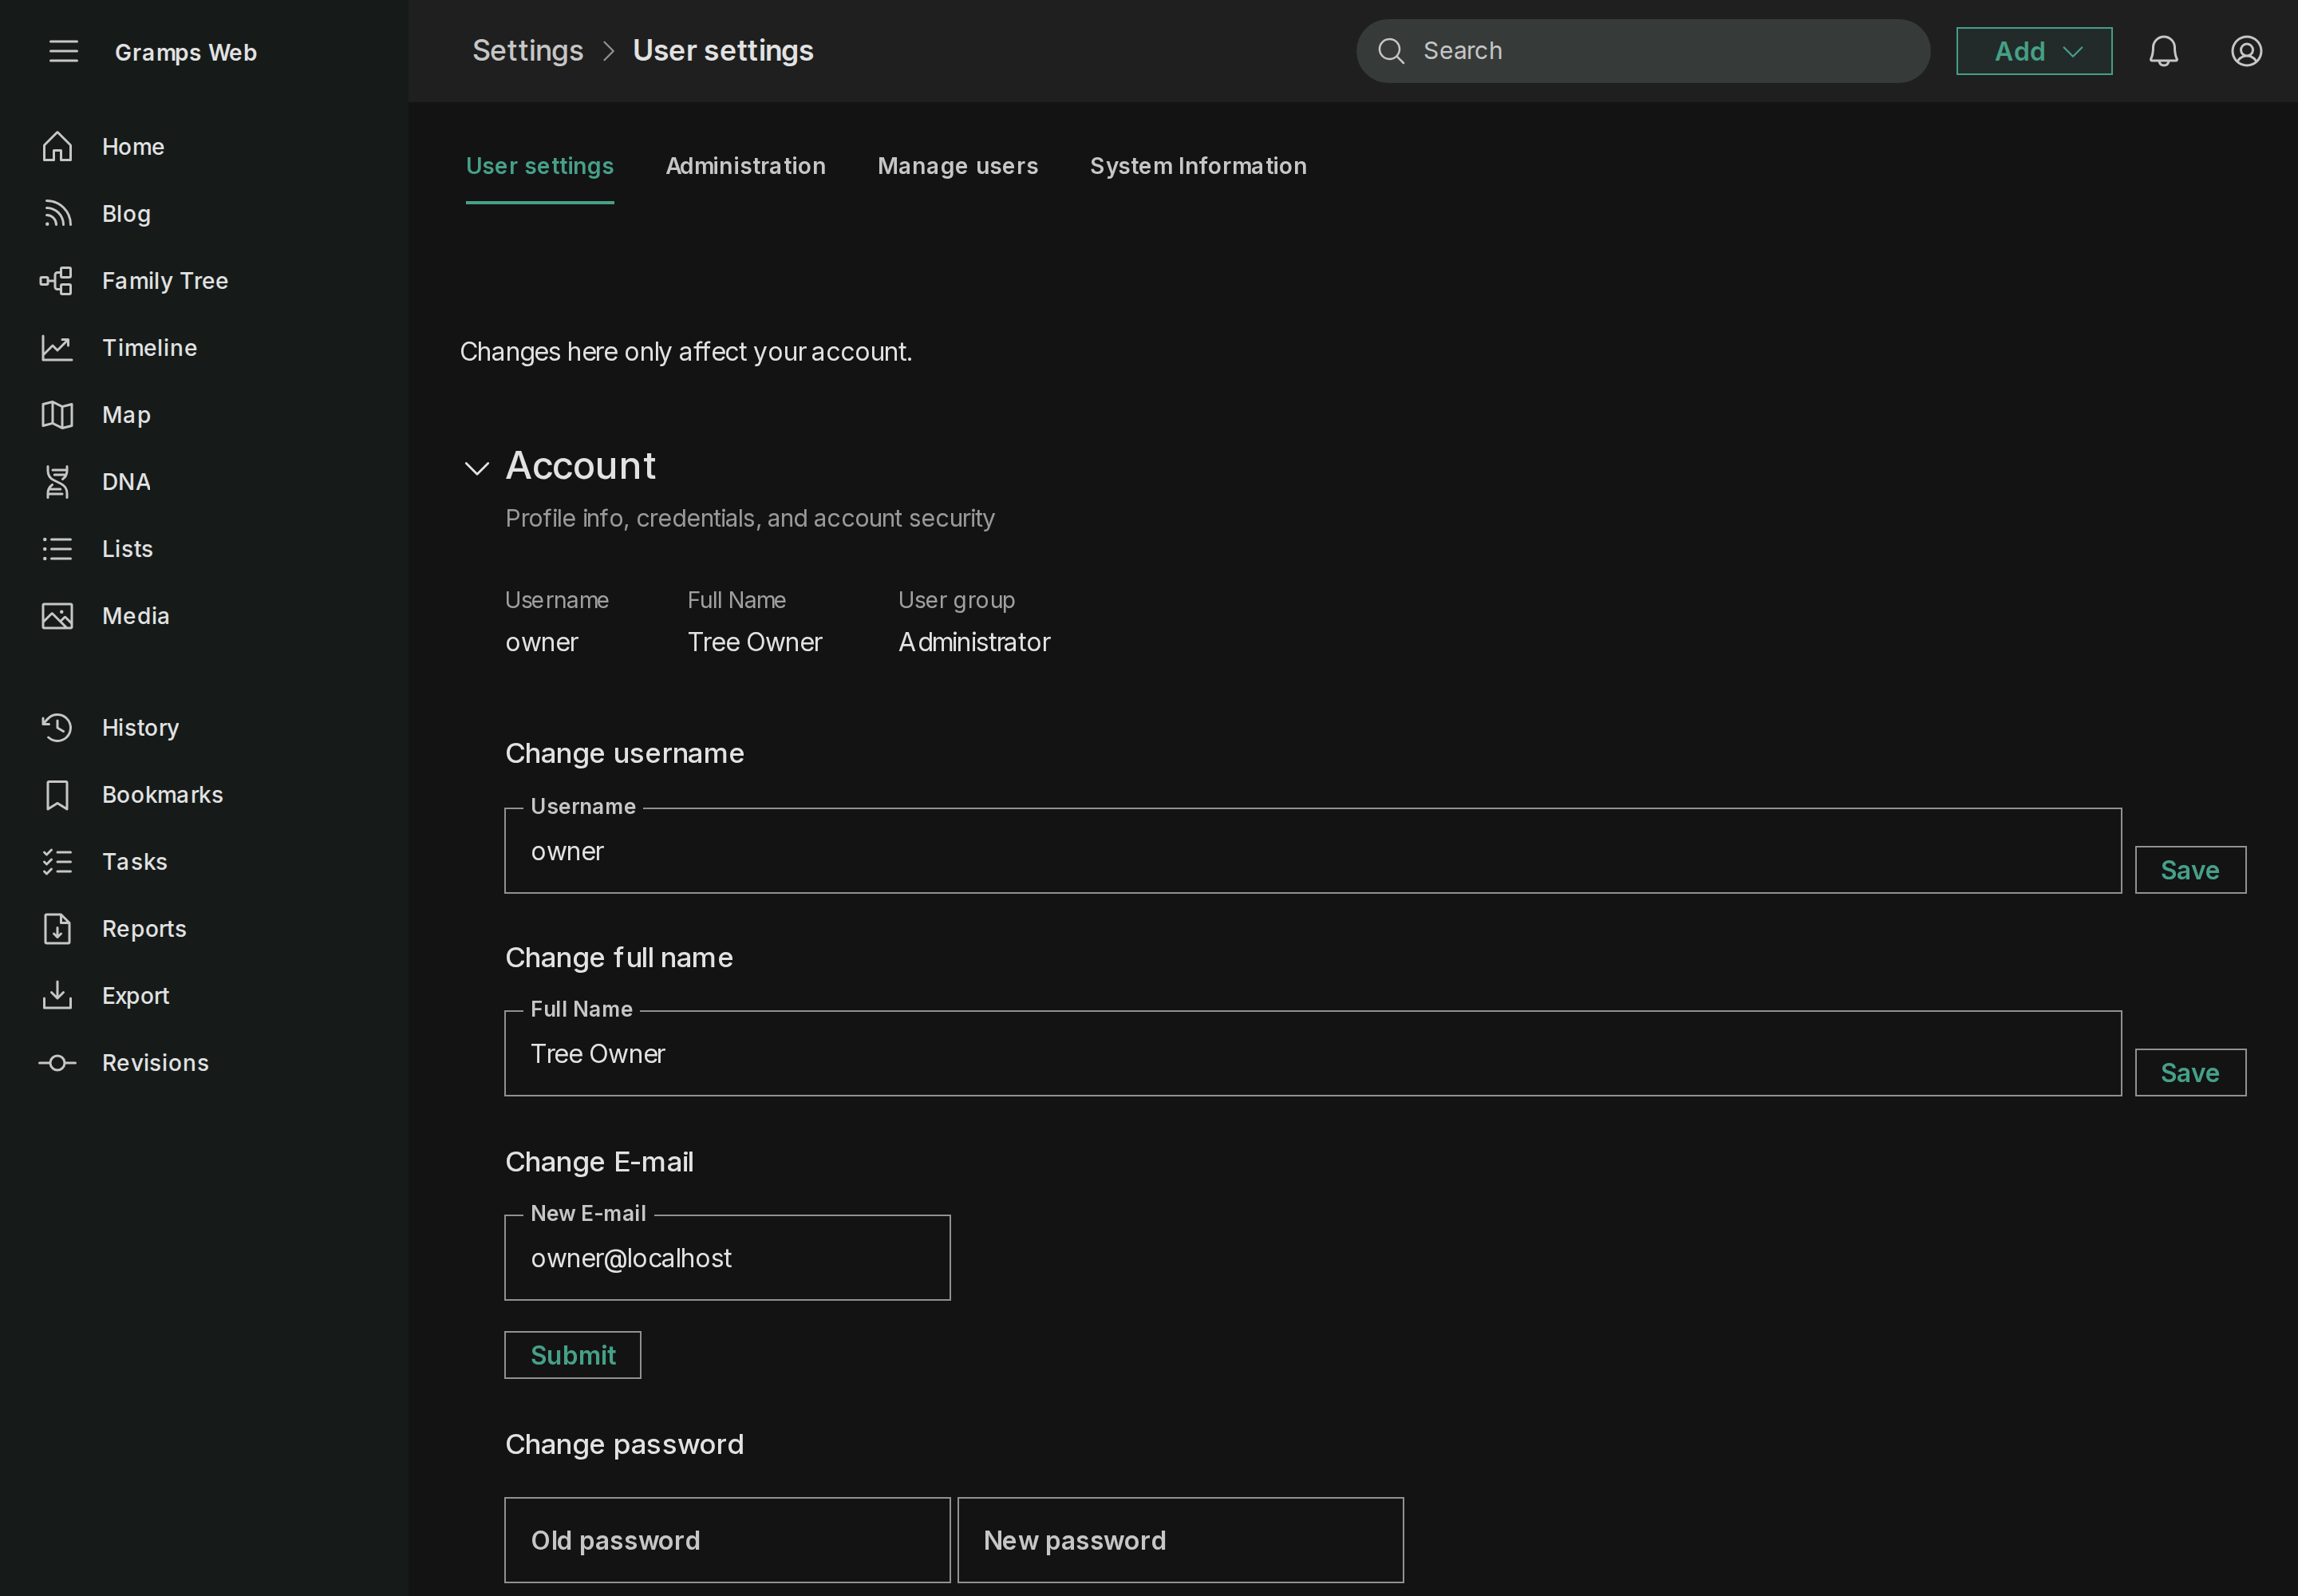 Gramps Web
Settings > User settings
Search
Add
Home
Blog
Family Tree
Timeline
Map
DNA
Lists
Media
History
Bookmarks
Tasks
Reports
Export
Revisions
User settings Administration Manage users System Information
Changes here only affect your account.
Account
Profile info, credentials, and account security
Username Full Name User group
owner Tree Owner Administrator
Change username
Username
owner
Save
Change full name
Full Name
Tree Owner
Save
Change E-mail
New E-mail
owner@localhost
Submit
Change password
Old password New password